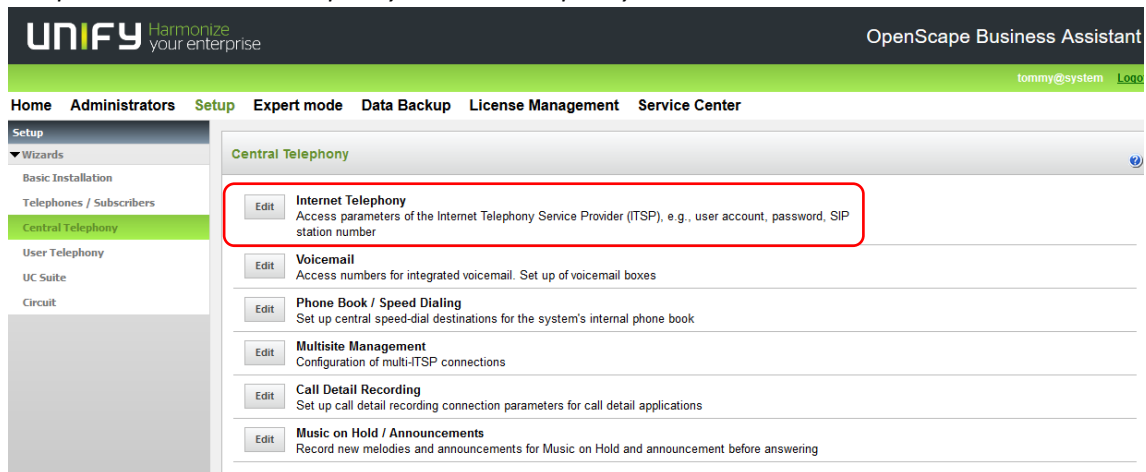 UNIFY Harmonize
your enterprise
OpenScape Business Assistant
tommy@system
Home Administrators Setup Expert mode Data Backup License Management Service Center
Setup
Wizards
Basic Installation
Telephones / Subscribers
Central Telephony
User Telephony
UC Suite
Circuit
Central Telephony
Edit Internet Telephony
Access parameters of the Internet Telephony Service Provider (ITSP), e.g., user account, password, SIP
station number
Edit Voicemail
Access numbers for integrated voicemail. Set up of voicemail boxes
Edit Phone Book / Speed Dialing
Set up central speed-dial destinations for the system's internal phone book
Edit Multisite Management
Configuration of multi-ITSP connections
Edit Call Detail Recording
Set up call detail recording connection parameters for call detail applications
Edit Music on Hold / Announcements
Record new melodies and announcements for Music on Hold and announcement before answering